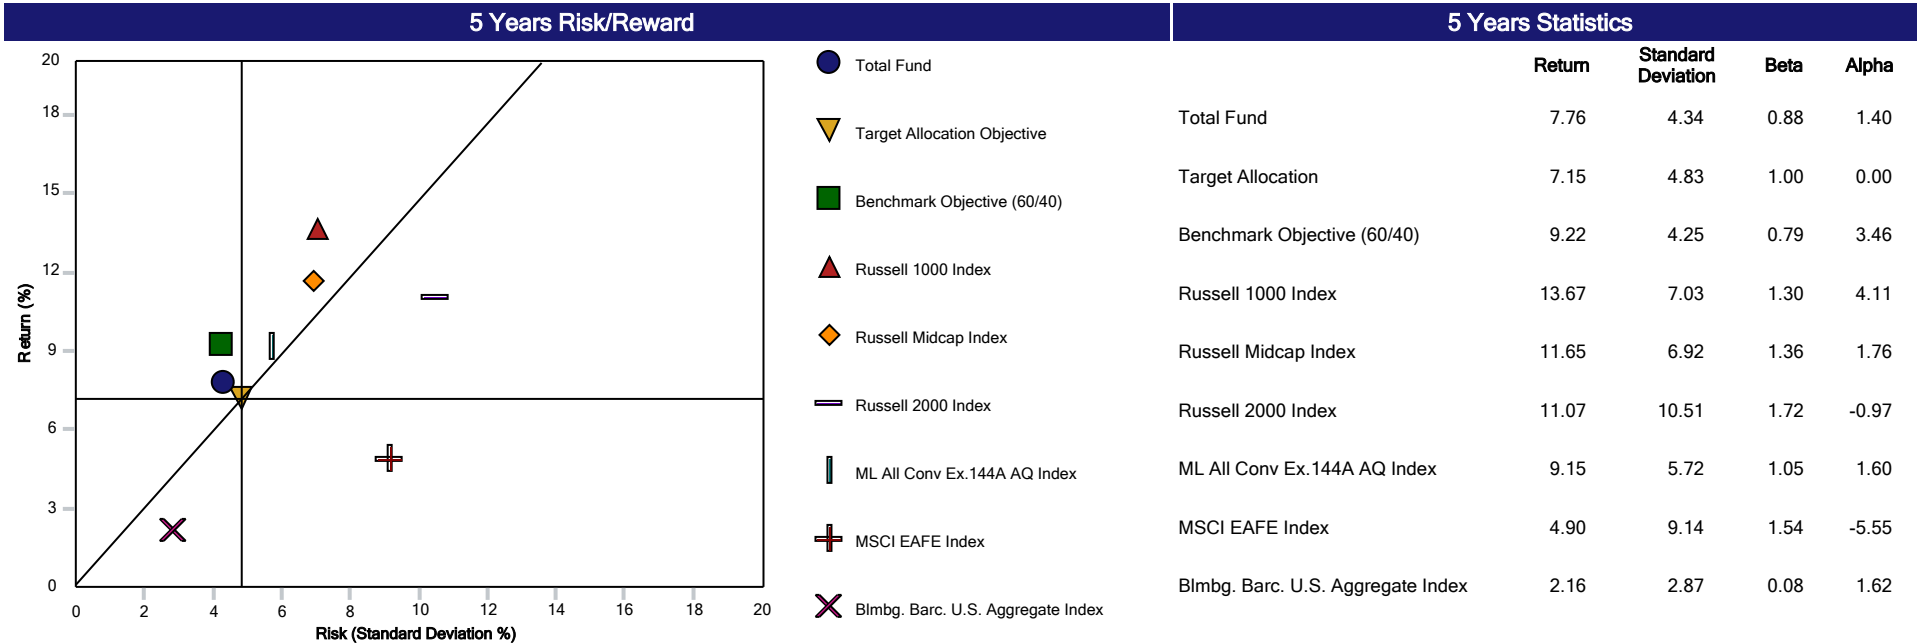 5 Years Risk/Reward
20
18
15
12
9
6
3
0
Return (%)
0 2 4 6 8 10 12 14 16 18 20
Risk (Standard Deviation %)
Total Fund
Target Allocation Objective
Benchmark Objective (60/40)
Russell 1000 Index
Russell Midcap Index
Russell 2000 Index
ML All Conv Ex.144A AQ Index
MSCI EAFE Index
Blmbg. Barc. U.S. Aggregate Index
5 Years Statistics
Return Standard Deviation Beta Alpha
Total Fund 7.76 4.34 0.88 1.40
Target Allocation 7.15 4.83 1.00 0.00
Benchmark Objective (60/40) 9.22 4.25 0.79 3.46
Russell 1000 Index 13.67 7.03 1.30 4.11
Russell Midcap Index 11.65 6.92 1.36 1.76
Russell 2000 Index 11.07 10.51 1.72 -0.97
ML All Conv Ex.144A AQ Index 9.15 5.72 1.05 1.60
MSCI EAFE Index 4.90 9.14 1.54 -5.55
Blmbg. Barc. U.S. Aggregate Index 2.16 2.87 0.08 1.62